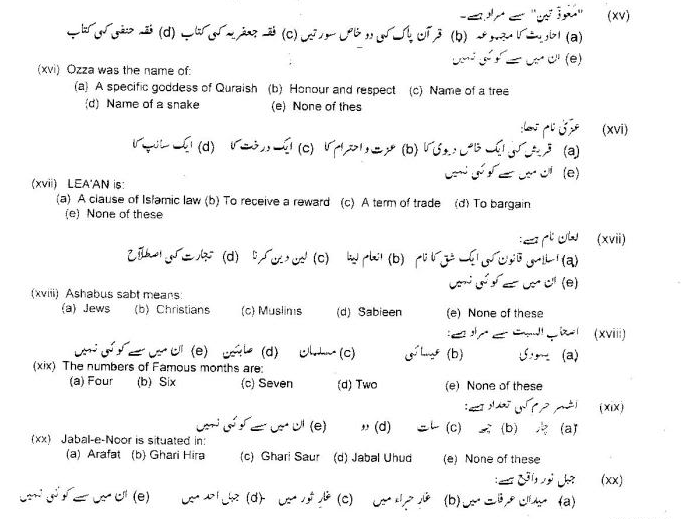 (xv) "معوذ تین" سے مراد ہے۔
(a) احادیث کا مجموعہ (b) قرآن پاک کی دو خاص سورتیں (c) فقہ جعفریہ کی کتاب (d) فقہ حنفی کی کتاب
(e) ان میں سے کوئی نہیں
(xvi) Ozza was the name of:
(a) A specific goddess of Quraish (b) Honour and respect (c) Name of a tree
(d) Name of a snake (e) None of thes
(xvi) عزیٰ نام تھا:
(a) قریش کی ایک خاص دیوی کا (b) عزت و احترام کا (c) ایک درخت کا (d) ایک سانپ کا
(e) ان میں سے کوئی نہیں
(xvii) LEA'AN is:
(a) A clause of Islamic law (b) To receive a reward (c) A term of trade (d) To bargain
(e) None of these
(xvii) لعان نام ہے:
(a) اسلامی قانون کی ایک شق کا نام (b) انعام لینا (c) لین دین کرنا (d) تجارت کی اصطلاح
(e) ان میں سے کوئی نہیں
(xviii) Ashabus sabt means:
(a) Jews (b) Christians (c) Muslims (d) Sabieen (e) None of these
(xviii) اصحاب السبت سے مراد ہے:
(a) یہودی (b) عیسائی (c) مسلمان (d) صابئین (e) ان میں سے کوئی نہیں
(xix) The numbers of Famous months are:
(a) Four (b) Six (c) Seven (d) Two (e) None of these
(xix) اشہر حرم کی تعداد ہے:
(a) چار (b) چھ (c) سات (d) دو (e) ان میں سے کوئی نہیں
(xx) Jabal-e-Noor is situated in:
(a) Arafat (b) Ghari Hira (c) Ghari Saur (d) Jabal Uhud (e) None of these
(xx) جبل نور واقع ہے:
(a) میدان عرفات میں (b) غار حراء میں (c) غار ثور میں (d) جبل احد میں (e) ان میں سے کوئی نہیں